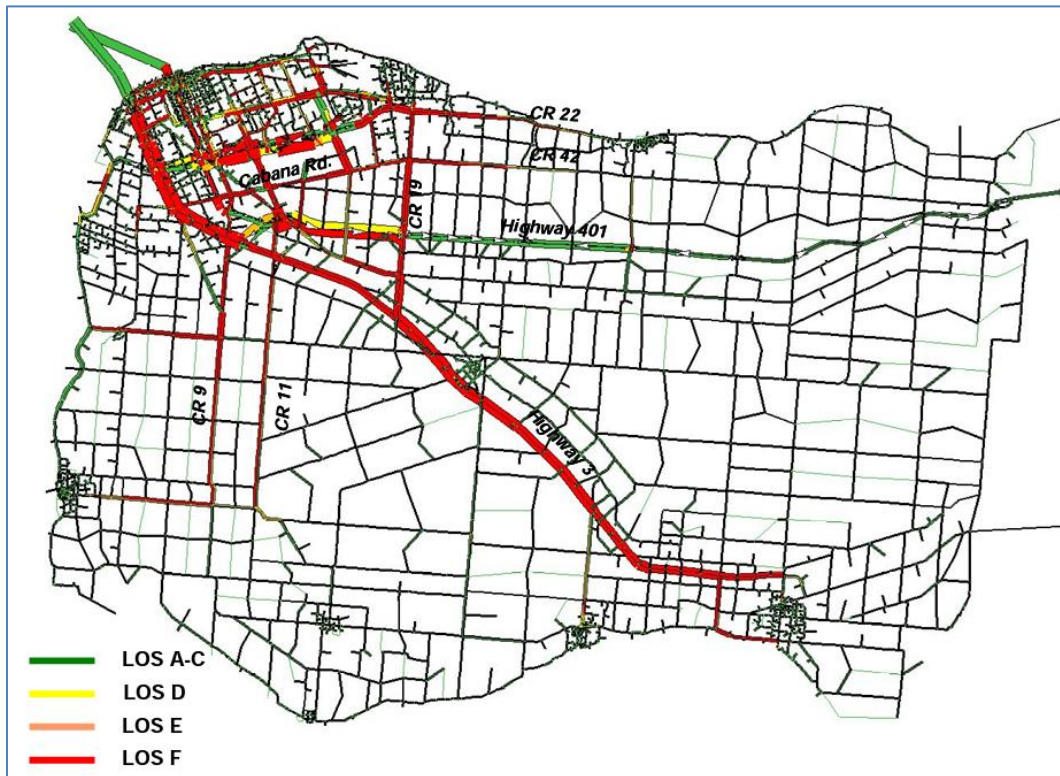 CR 22
CR 42
Cabana Rd.
CR 19
Highway 401
CR 9
CR 11
Highway 3
LOS A-C
LOS D
LOS E
LOS F